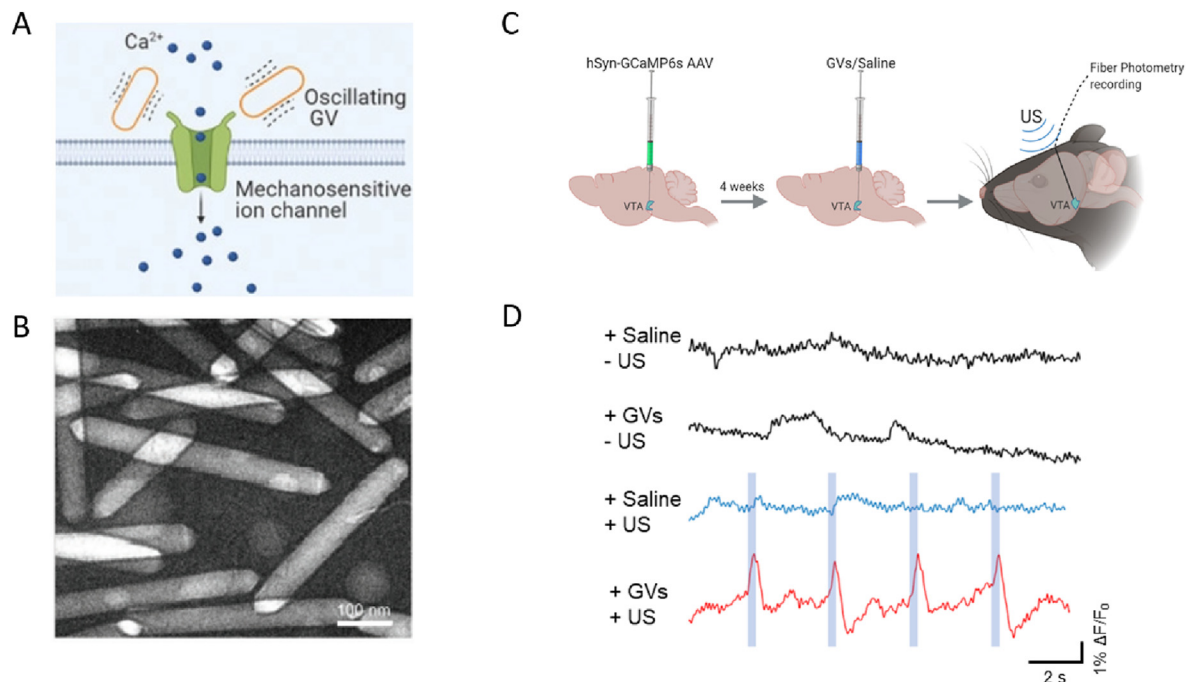 A
Ca²⁺
Oscillating
GV
Mechanosensitive
ion channel
B
100 nm
C
hSyn-GCaMP6s AAV
GVs/Saline
Fiber Photometry
recording
US
4 weeks
VTA
VTA
VTA
D
+ Saline
- US
+ GVs
- US
+ Saline
+ US
+ GVs
+ US
1% ΔF/F₀
2 s